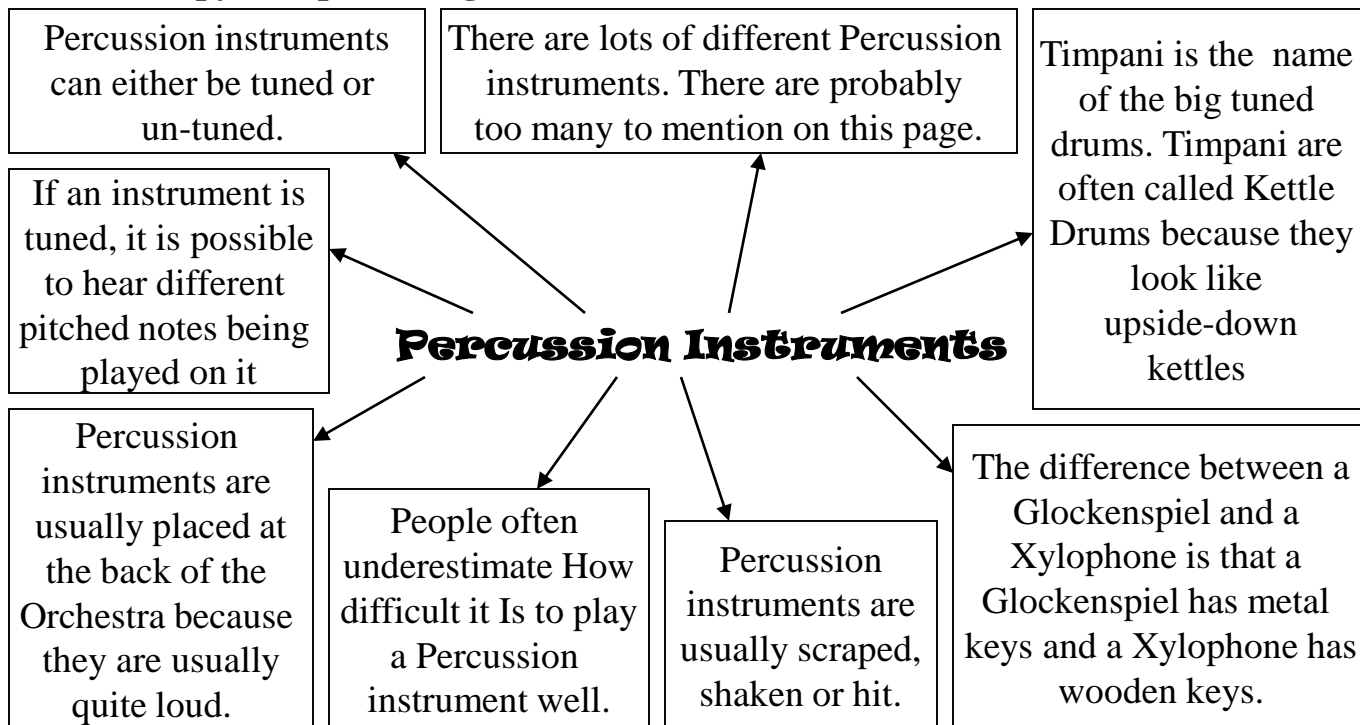 Percussion instruments
can either be tuned or
un-tuned.
There are lots of different Percussion
instruments. There are probably
too many to mention on this page.
Timpani is the name
of the big tuned
drums. Timpani are
often called Kettle
Drums because they
look like
upside-down
kettles
If an instrument is
tuned, it is possible
to hear different
pitched notes being
played on it
Percussion Instruments
Percussion
instruments are
usually placed at
the back of the
Orchestra because
they are usually
quite loud.
People often
underestimate How
difficult it Is to play
a Percussion
instrument well.
Percussion
instruments are
usually scraped,
shaken or hit.
The difference between a
Glockenspiel and a
Xylophone is that a
Glockenspiel has metal
keys and a Xylophone has
wooden keys.